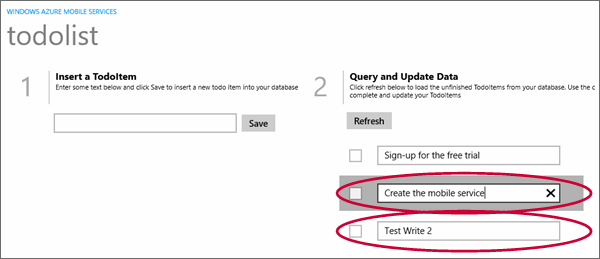 WINDOWS AZURE MOBILE SERVICES
todolist
1
Insert a TodoItem
Enter some text below and click Save to insert a new todo item into your database
Save
2
Query and Update Data
Click refresh below to load the unfinished TodoItems from your database. Use the c
complete and update your TodoItems
Refresh
Sign-up for the free trial
Create the mobile service
Test Write 2